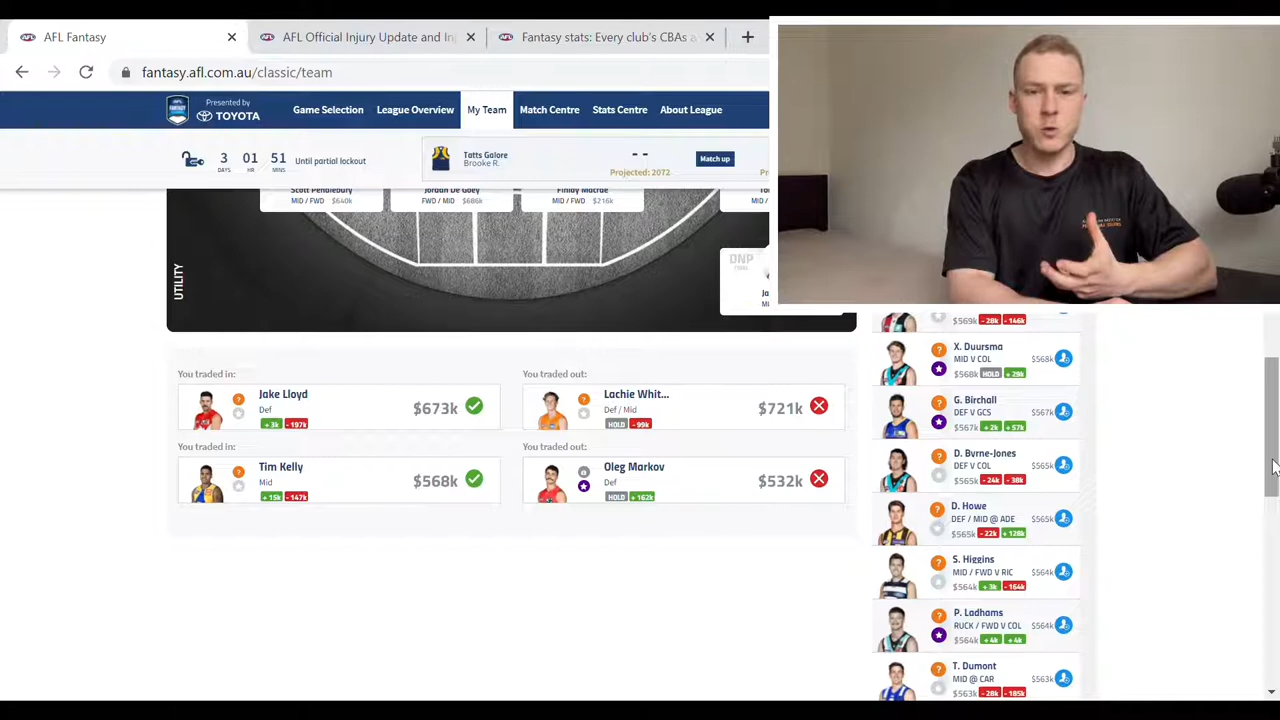 AFL Fantasy
AFL Official Injury Update and In
Fantasy stats: Every club's CBAs a
fantasy.afl.com.au/classic/team
Presented by
TOYOTA
Game Selection
League Overview
My Team
Match Centre
Stats Centre
About League
3 01 51 Until partial lockout
DAYS HR MINS
Tatts Galore
Brooke R.
- -
Projected: 2072
Match up
Scott Pendlebury
MID / FWD $640k
Jordan De Goey
FWD / MID $686k
Finlay Macrae
MID / FWD $216k
UTILITY
DNP
You traded in:
Jake Lloyd
Def
+ 3k - 197k
$673k
You traded out:
Lachie Whit...
Def / Mid
HOLD - 99k
$721k
You traded in:
Tim Kelly
Mid
+ 15k - 147k
$568k
You traded out:
Oleg Markov
Def
HOLD + 162k
$532k
$569k - 28k - 146k
X. Duursma
MID V COL $568k
$568k HOLD + 29k
G. Birchall
DEF V GCS $567k
$567k + 2k + 57k
D. Byrne-Jones
DEF V COL $565k
$565k - 24k - 38k
D. Howe
DEF / MID @ ADE $565k
$565k - 22k + 128k
S. Higgins
MID / FWD V RIC $564k
$564k + 3k - 164k
P. Ladhams
RUCK / FWD V COL $564k
$564k + 4k + 4k
T. Dumont
MID @ CAR $563k
$563k - 28k - 185k